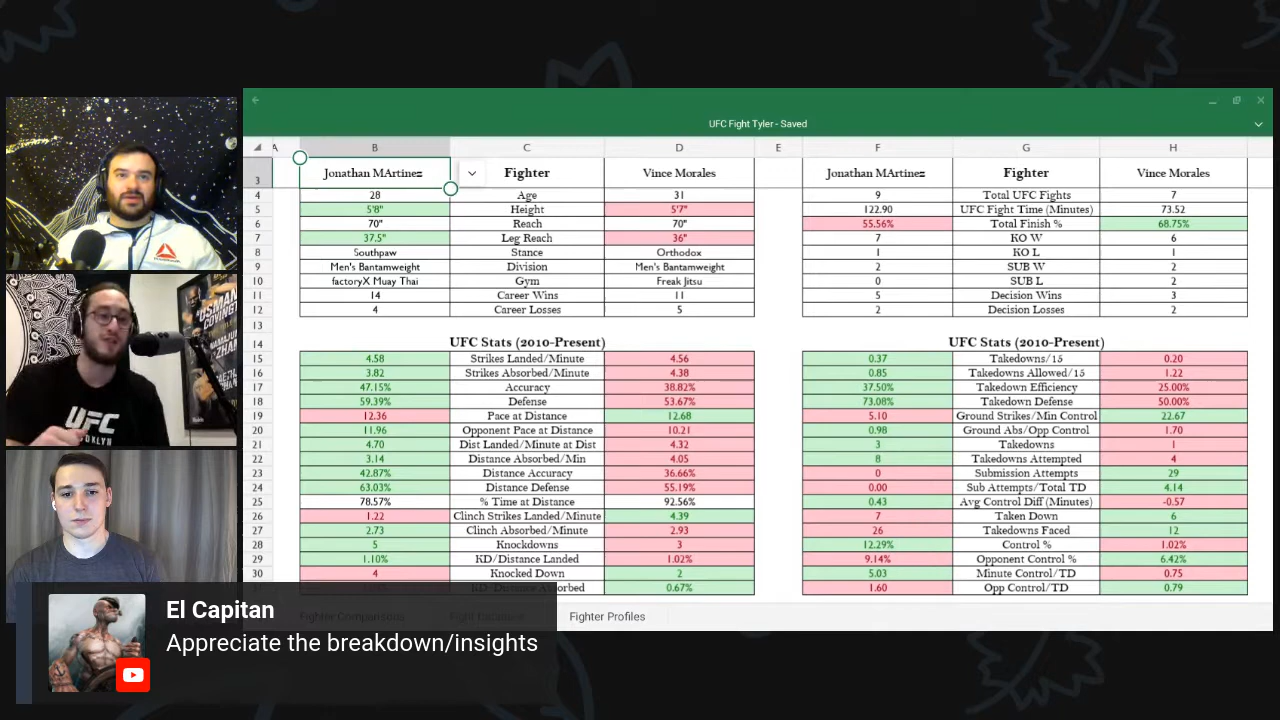 UFC Fight Tyler - Saved
A B C D E F G H
3 Jonathan MArtinez Fighter Vince Morales Jonathan MArtinez Fighter Vince Morales
4 28 Age 31 9 Total UFC Fights 7
5 5'8" Height 5'7" 122.90 UFC Fight Time (Minutes) 73.52
6 70" Reach 70" 55.56% Total Finish % 68.75%
7 37.5" Leg Reach 36" 7 KO W 6
8 Southpaw Stance Orthodox 1 KO L 1
9 Men's Bantamweight Division Men's Bantamweight 2 SUB W 2
10 factoryX Muay Thai Gym Freak Jitsu 0 SUB L 2
11 14 Career Wins 11 5 Decision Wins 3
12 4 Career Losses 5 2 Decision Losses 2
13
14 UFC Stats (2010-Present) UFC Stats (2010-Present)
15 4.58 Strikes Landed/Minute 4.56 0.37 Takedowns/15 0.20
16 3.82 Strikes Absorbed/Minute 4.38 0.85 Takedowns Allowed/15 1.22
17 47.15% Accuracy 38.82% 37.50% Takedown Efficiency 25.00%
18 59.39% Defense 53.67% 73.08% Takedown Defense 50.00%
19 12.36 Pace at Distance 12.68 5.10 Ground Strikes/Min Control 22.67
20 11.96 Opponent Pace at Distance 10.21 0.98 Ground Abs/Opp Control 1.70
21 4.70 Dist Landed/Minute at Dist 4.32 3 Takedowns 1
22 3.14 Distance Absorbed/Min 4.05 8 Takedowns Attempted 4
23 42.87% Distance Accuracy 36.66% 0 Submission Attempts 29
24 63.03% Distance Defense 55.19% 0.00 Sub Attempts/Total TD 4.14
25 78.57% % Time at Distance 92.56% 0.43 Avg Control Diff (Minutes) -0.57
26 1.22 Clinch Strikes Landed/Minute 4.39 7 Taken Down 6
27 2.73 Clinch Absorbed/Minute 2.93 26 Takedowns Faced 12
28 5 Knockdowns 3 12.29% Control % 1.02%
29 1.10% KD/Distance Landed 1.02% 9.14% Opponent Control % 6.42%
30 4 Knocked Down 2 5.03 Minute Control/TD 0.75
0.67% 1.60 Opp Control/TD 0.79
Fighter Profiles
UFC
USMAN
COVINGTON
El Capitan
Appreciate the breakdown/insights